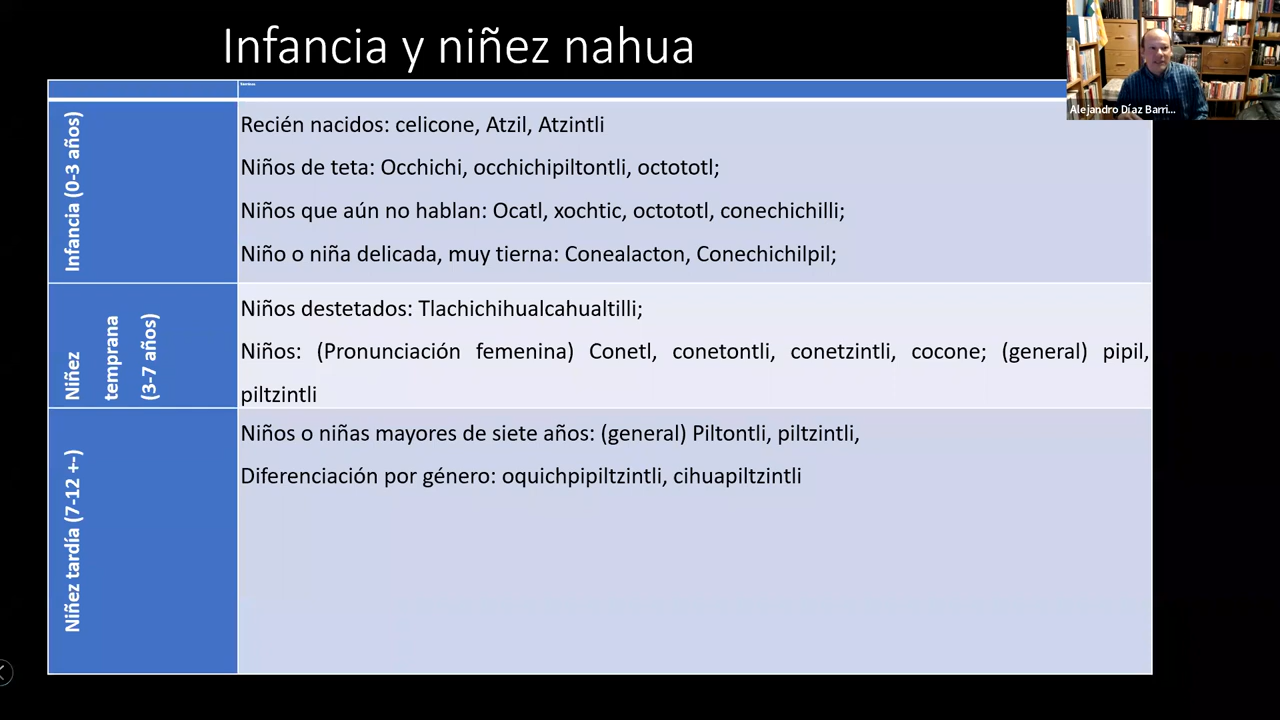 Infancia y niñez nahua
Alejandro Díaz Barri...
Infancia (0-3 años)
Recién nacidos: celicone, Atzil, Atzintli
Niños de teta: Occhichi, occhichipiltontli, octototl;
Niños que aún no hablan: Ocatl, xochtic, octototl, conechichilli;
Niño o niña delicada, muy tierna: Conealacton, Conechichilpil;
Niñez
temprana
(3-7 años)
Niños destetados: Tlachichihualcahualtilli;
Niños: (Pronunciación femenina) Conetl, conetontli, conetzintli, cocone; (general) pipil,
piltzintli
Niñez tardía (7-12 +-)
Niños o niñas mayores de siete años: (general) Piltontli, piltzintli,
Diferenciación por género: oquichpipiltzintli, cihuapiltzintli